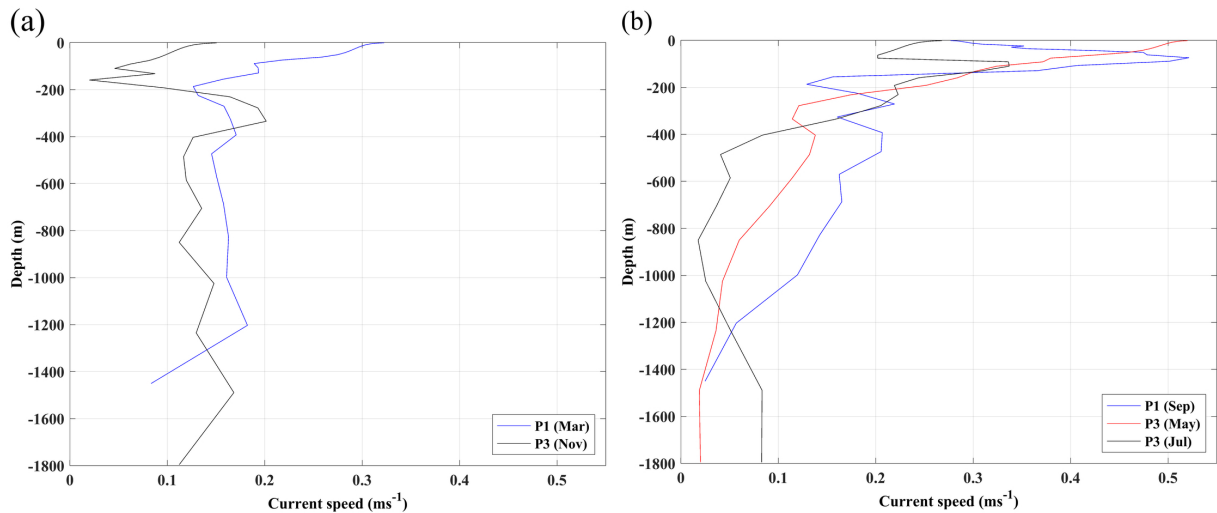 (a)
0
-200
-400
-600
-800
-1000
-1200
-1400
-1600
-1800
Depth (m)
0
0.1
0.2
0.3
0.4
0.5
Current speed (ms-1)
P1 (Mar)
P3 (Nov)
(b)
0
-200
-400
-600
-800
-1000
-1200
-1400
-1600
-1800
Depth (m)
0
0.1
0.2
0.3
0.4
0.5
Current speed (ms-1)
P1 (Sep)
P3 (May)
P3 (Jul)